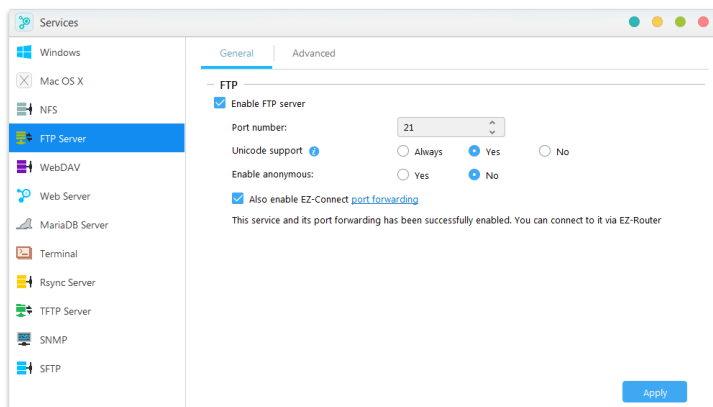 Services
Windows
Mac OS X
NFS
FTP Server
WebDAV
Web Server
MariaDB Server
Terminal
Rsync Server
TFTP Server
SNMP
SFTP
General Advanced
FTP
Enable FTP server
Port number: 21
Unicode support Always Yes No
Enable anonymous: Yes No
Also enable EZ-Connect port forwarding
This service and its port forwarding has been successfully enabled. You can connect to it via EZ-Router
Apply